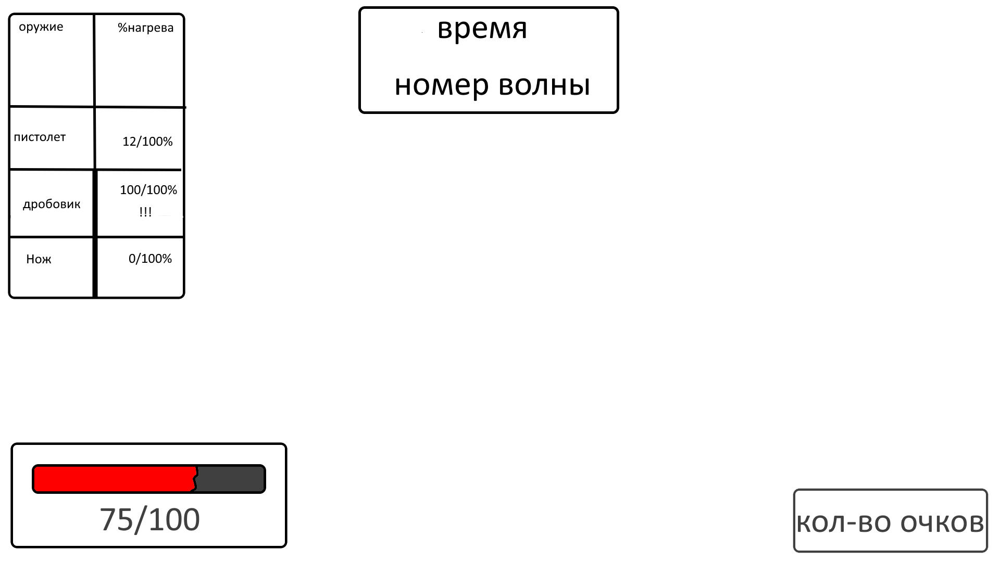 оружие %нагрева
время
номер волны
пистолет 12/100%
дробовик 100/100%
!!!
Нож 0/100%
75/100
кол-во очков